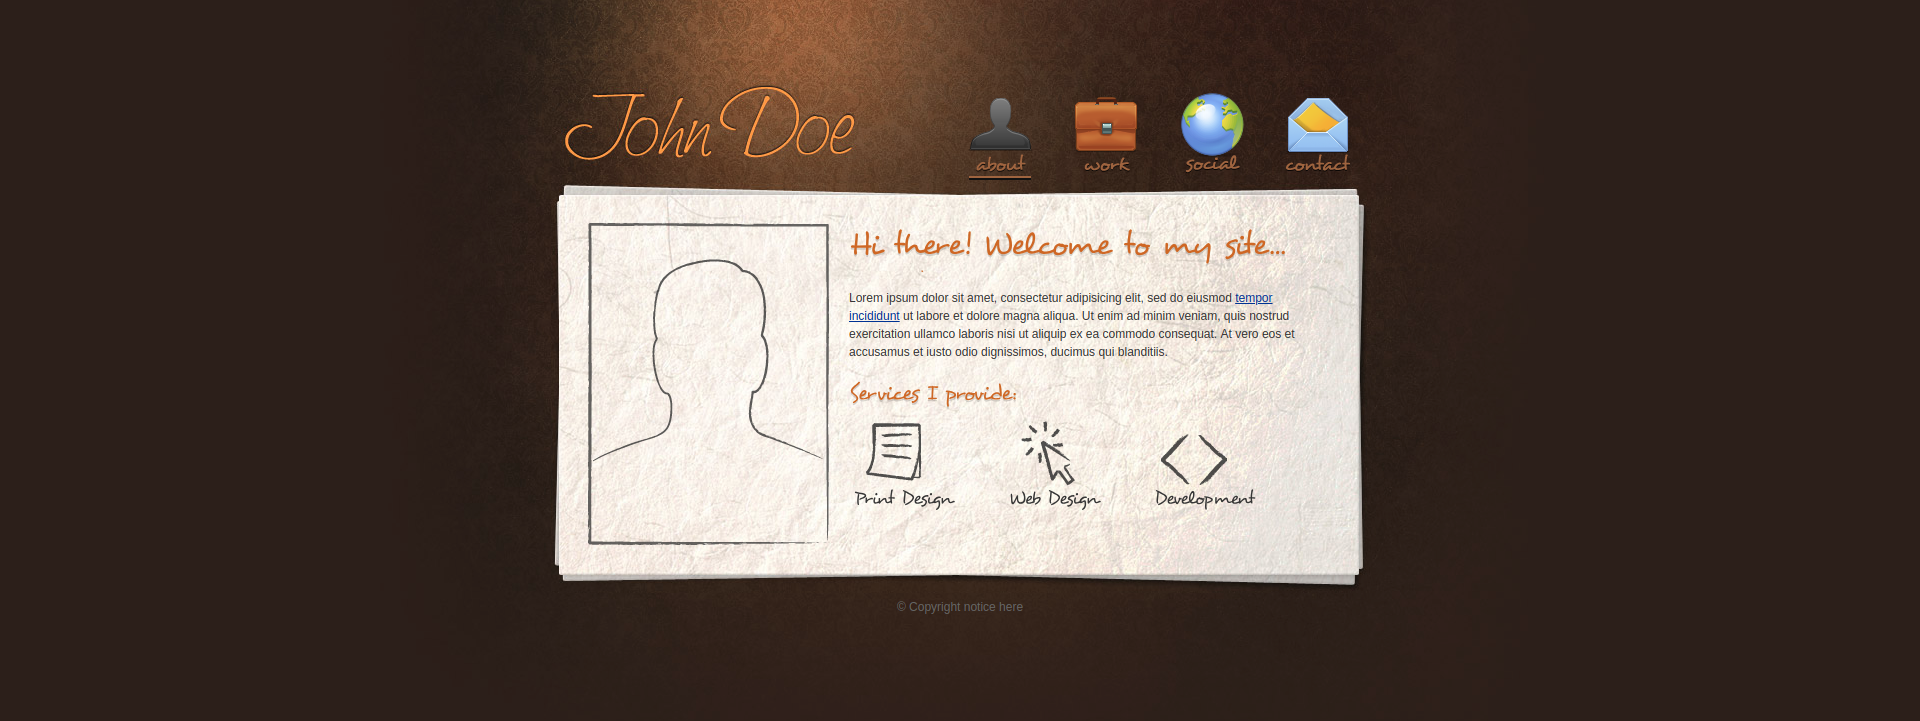 John Doe
about
work
social
contact
Hi there! Welcome to my site...
Lorem ipsum dolor sit amet, consectetur adipisicing elit, sed do eiusmod tempor
incididunt ut labore et dolore magna aliqua. Ut enim ad minim veniam, quis nostrud
exercitation ullamco laboris nisi ut aliquip ex ea commodo consequat. At vero eos et
accusamus et iusto odio dignissimos, ducimus qui blanditiis.
Services I provide:
Print Design
Web Design
Development
© Copyright notice here